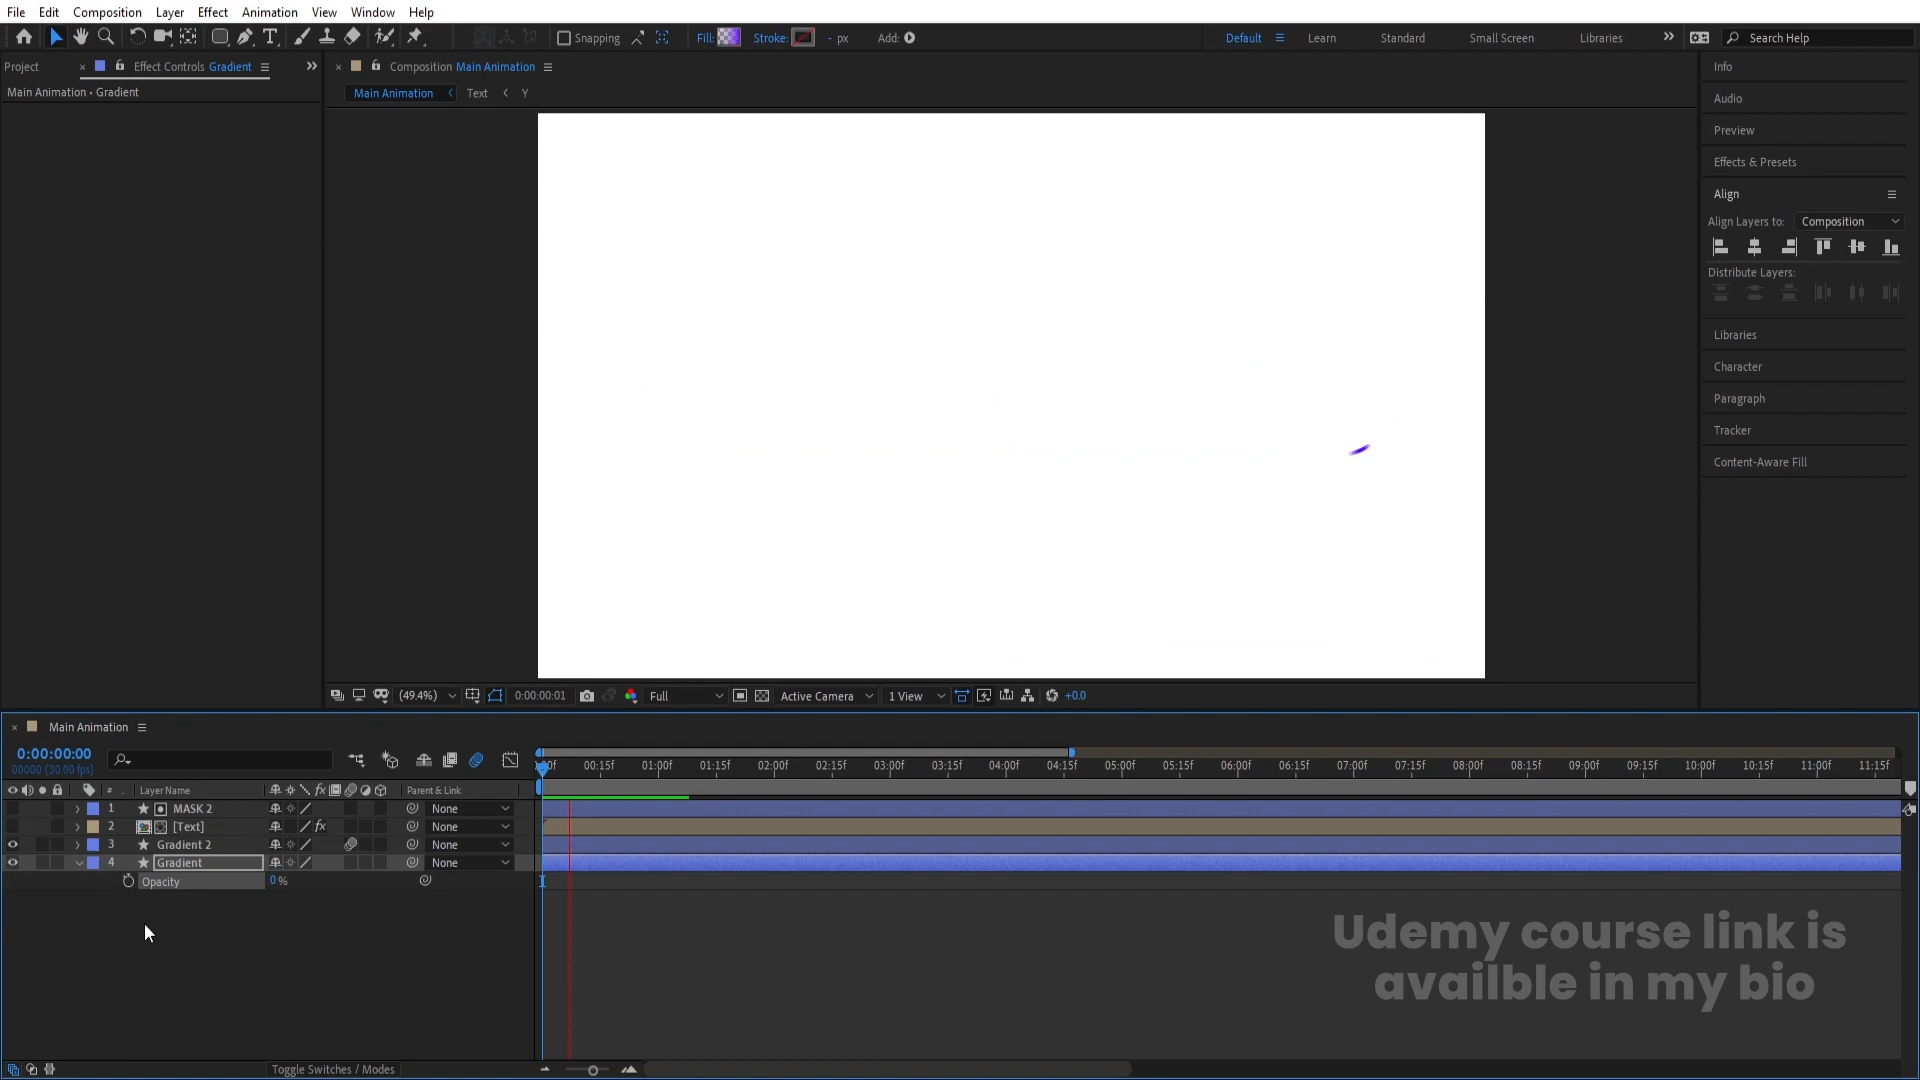 File Edit Composition Layer Effect Animation View Window Help
Snapping Fill: Stroke: - px Add: Default Learn Standard Small Screen Libraries Search Help
Project Effect Controls Gradient Composition Main Animation Info
Main Animation • Gradient Main Animation Text Y
Audio
Preview
Effects & Presets
Align
Align Layers to: Composition
Distribute Layers:
Libraries
Character
Paragraph
Tracker
Content-Aware Fill
(49.4%) 0:00:00:01 Full Active Camera 1 View +0.0
Main Animation
0:00:00:00
00000 (30.00 fps)
00:15f 01:00f 01:15f 02:00f 02:15f 03:00f 03:15f 04:00f 04:15f 05:00f 05:15f 06:00f 06:15f 07:00f 07:15f 08:00f 08:15f 09:00f 09:15f 10:00f 10:15f 11:00f 11:15f
# Layer Name fx Parent & Link
1 MASK 2 None
2 [Text] fx None
3 Gradient 2 None
4 Gradient None
Opacity 0 %
Udemy course link is
availble in my bio
Toggle Switches / Modes